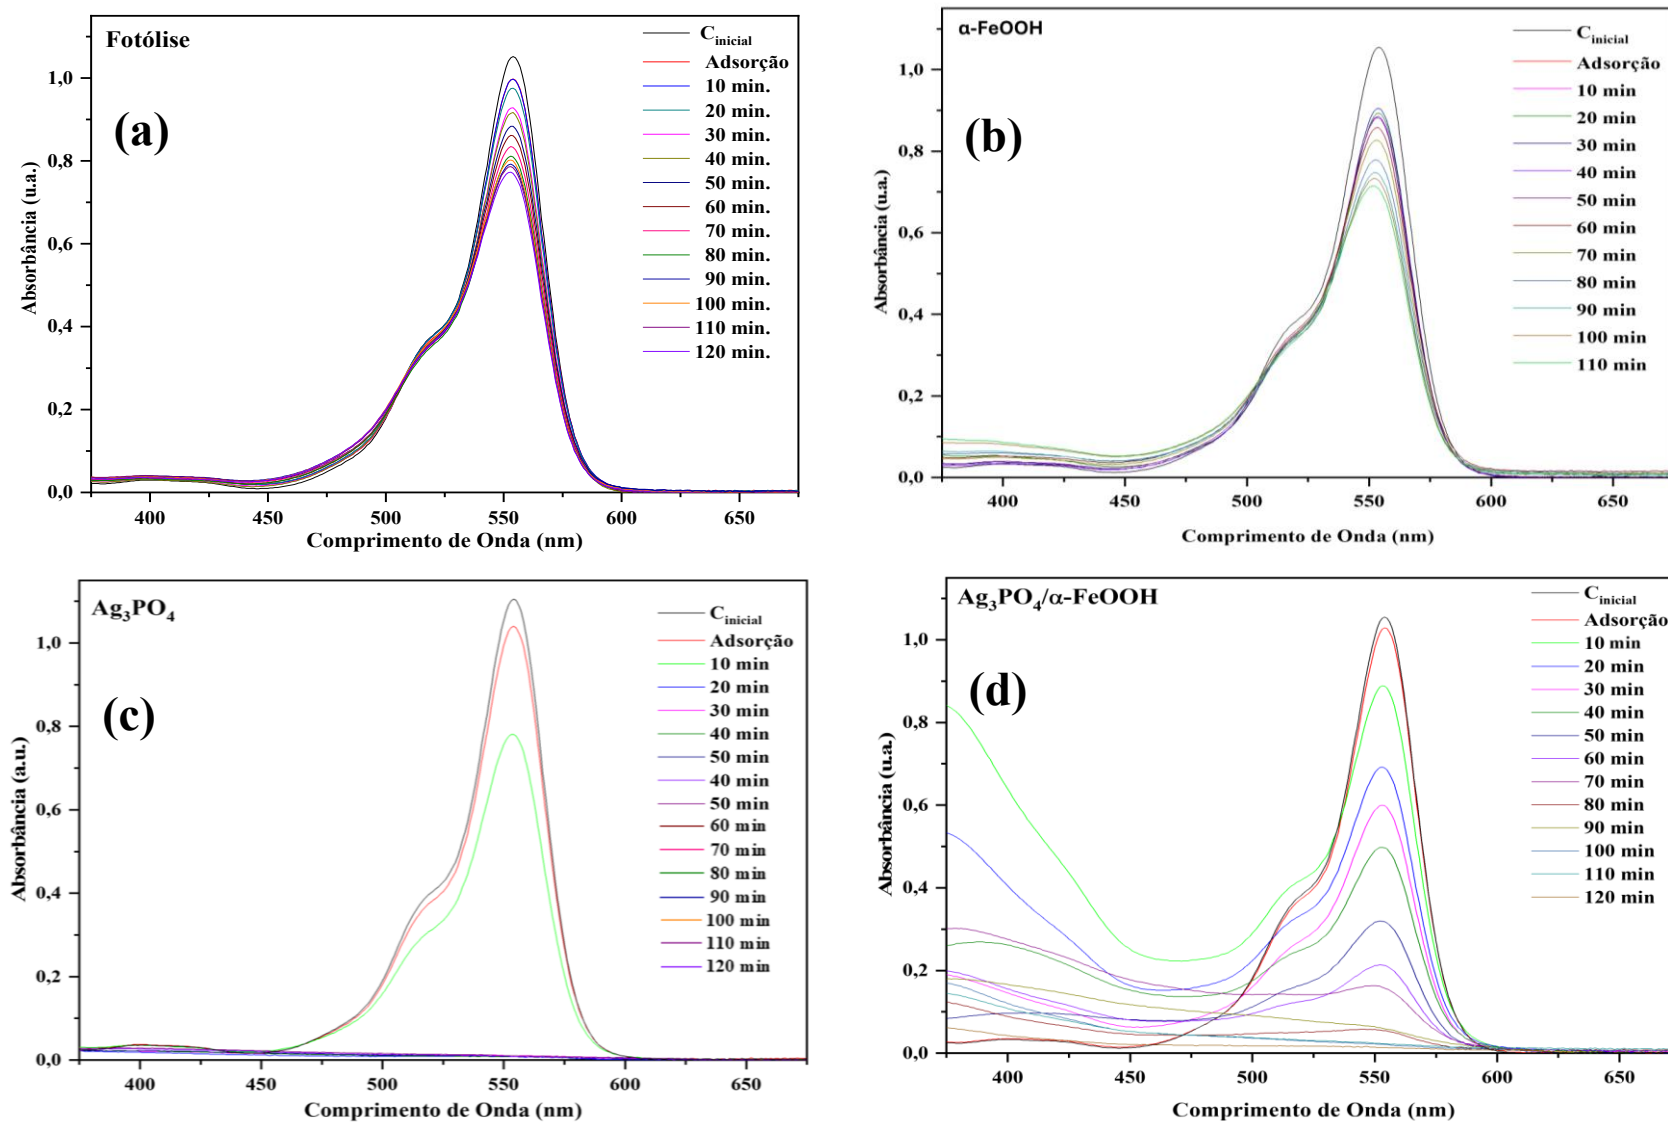 Fotólise
(a)
C inicial
Adsorção
10 min.
20 min.
30 min.
40 min.
50 min.
60 min.
70 min.
80 min.
90 min.
100 min.
110 min.
120 min.
Absorbância (u.a.)
1,0
0,8
0,6
0,4
0,2
0,0
400 450 500 550 600 650
Comprimento de Onda (nm)
α-FeOOH
(b)
C inicial
Adsorção
10 min
20 min
30 min
40 min
50 min
60 min
70 min
80 min
90 min
100 min
110 min
Absorbância (u.a.)
1,0
0,8
0,6
0,4
0,2
0,0
400 450 500 550 600 650
Comprimento de Onda (nm)
Ag3PO4
(c)
C inicial
Adsorção
10 min
20 min
30 min
40 min
50 min
40 min
50 min
60 min
70 min
80 min
90 min
100 min
110 min
120 min
Absorbância (a.u.)
1,0
0,8
0,6
0,4
0,2
0,0
400 450 500 550 600 650
Comprimento de Onda (nm)
Ag3PO4/α-FeOOH
(d)
C inicial
Adsorção
10 min
20 min
30 min
40 min
50 min
60 min
70 min
80 min
90 min
100 min
110 min
120 min
Absorbância (u.a.)
1,0
0,8
0,6
0,4
0,2
0,0
400 450 500 550 600 650
Comprimento de Onda (nm)